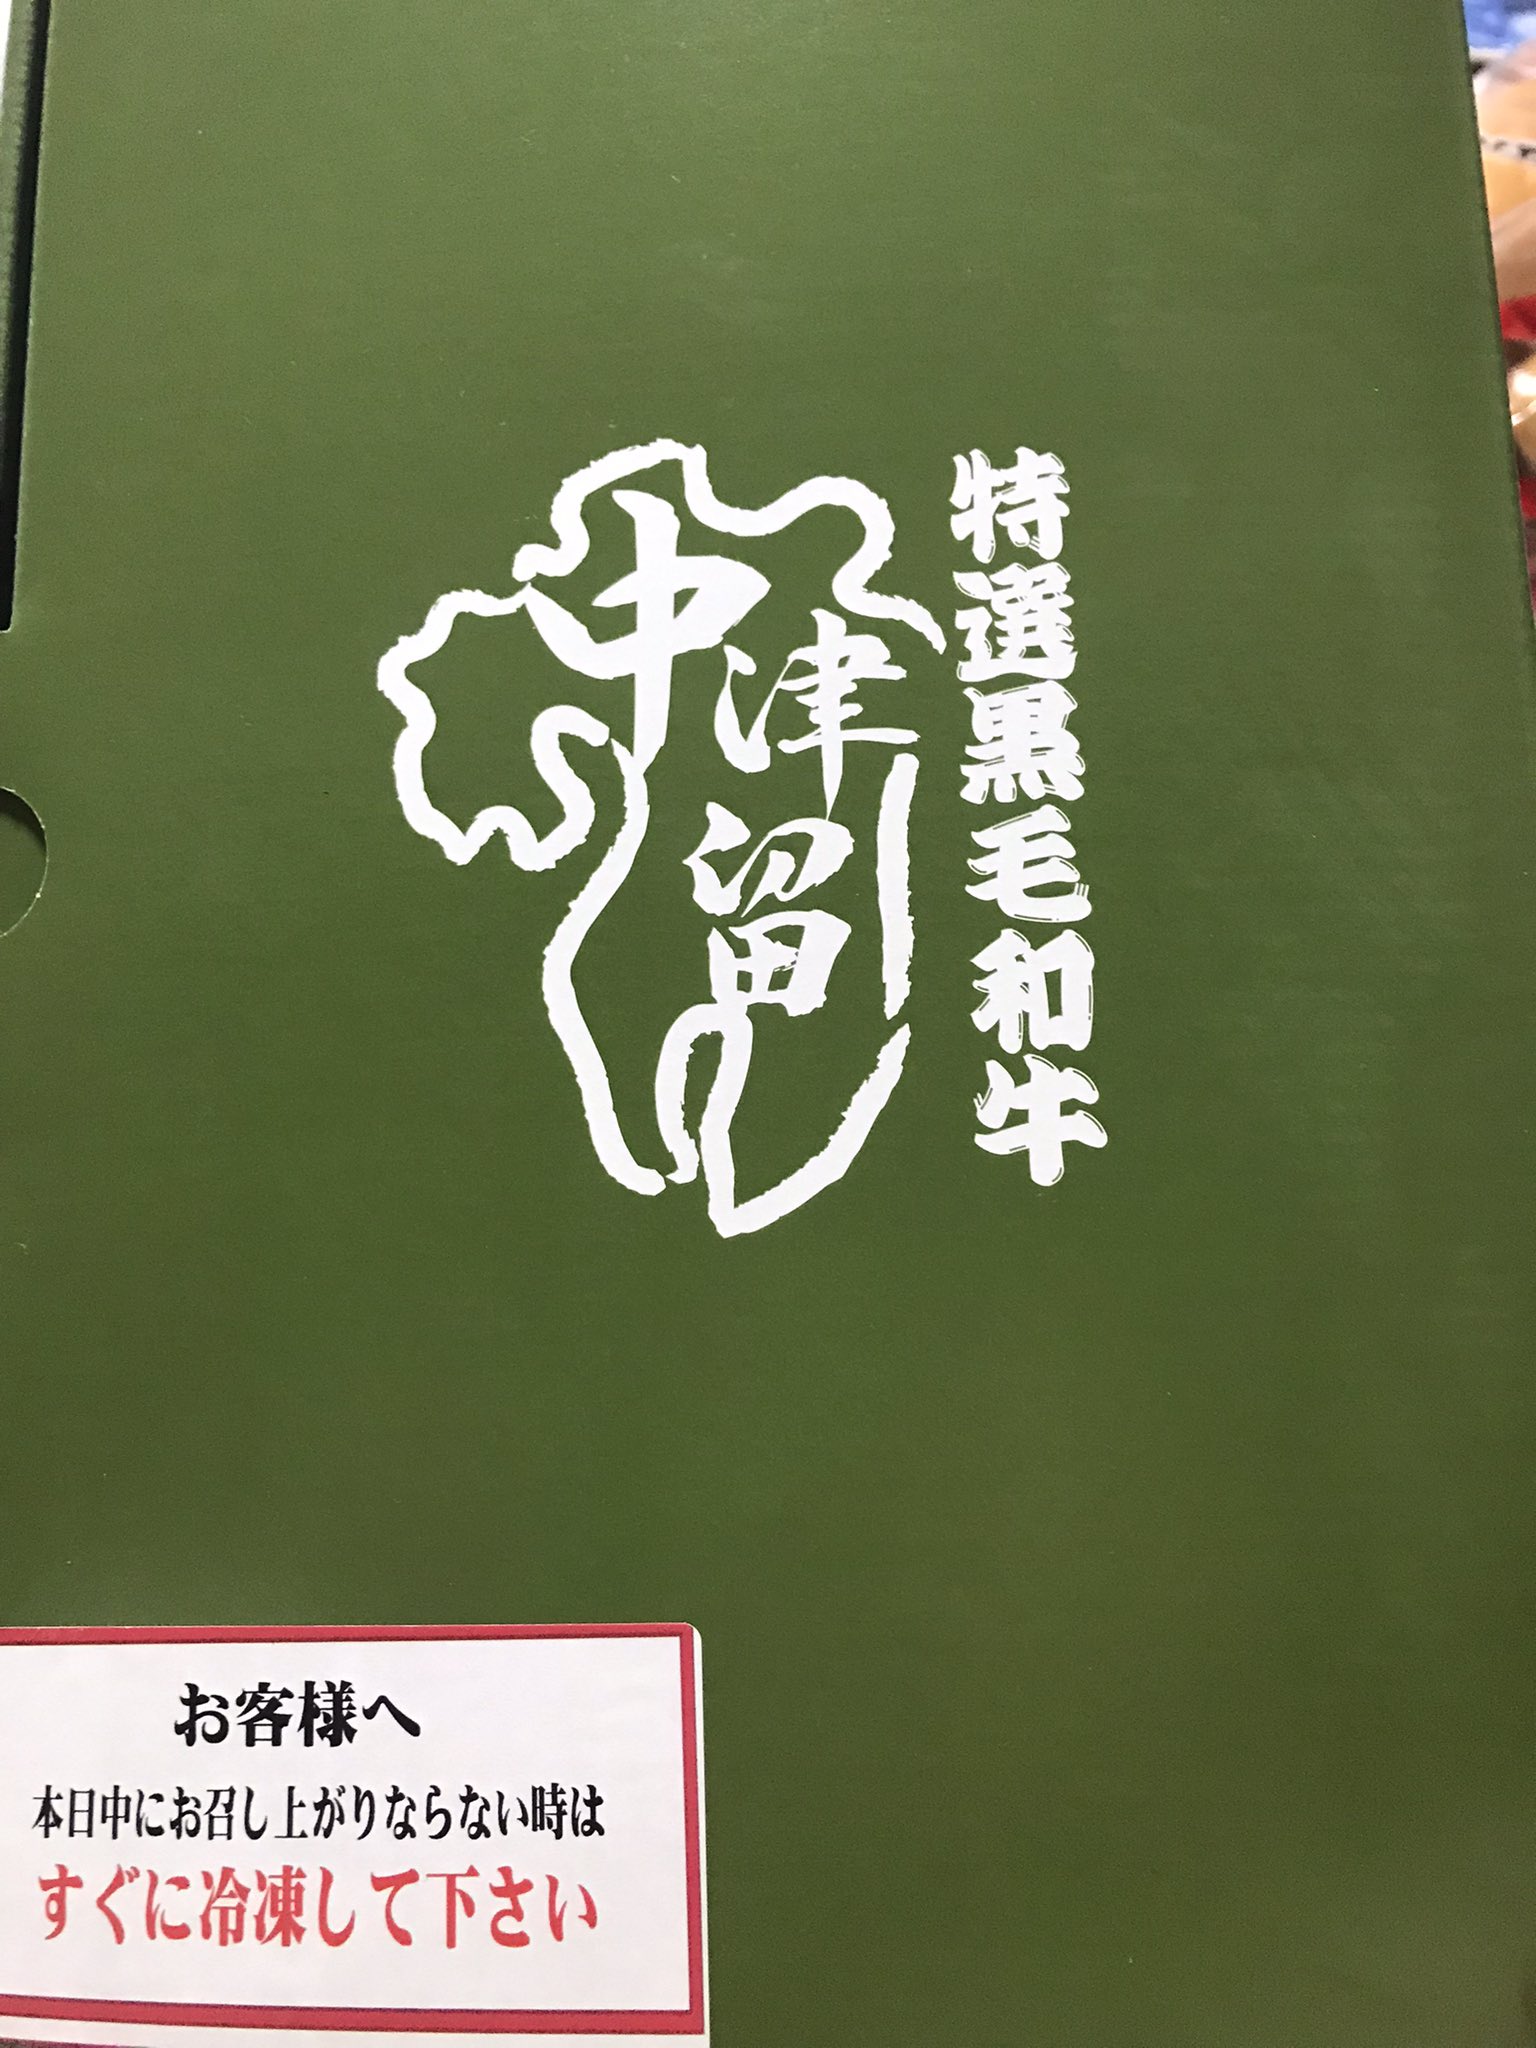 特選黒毛和牛
中津留
お客様へ
本日中にお召し上がりならない時は
すぐに冷凍して下さい